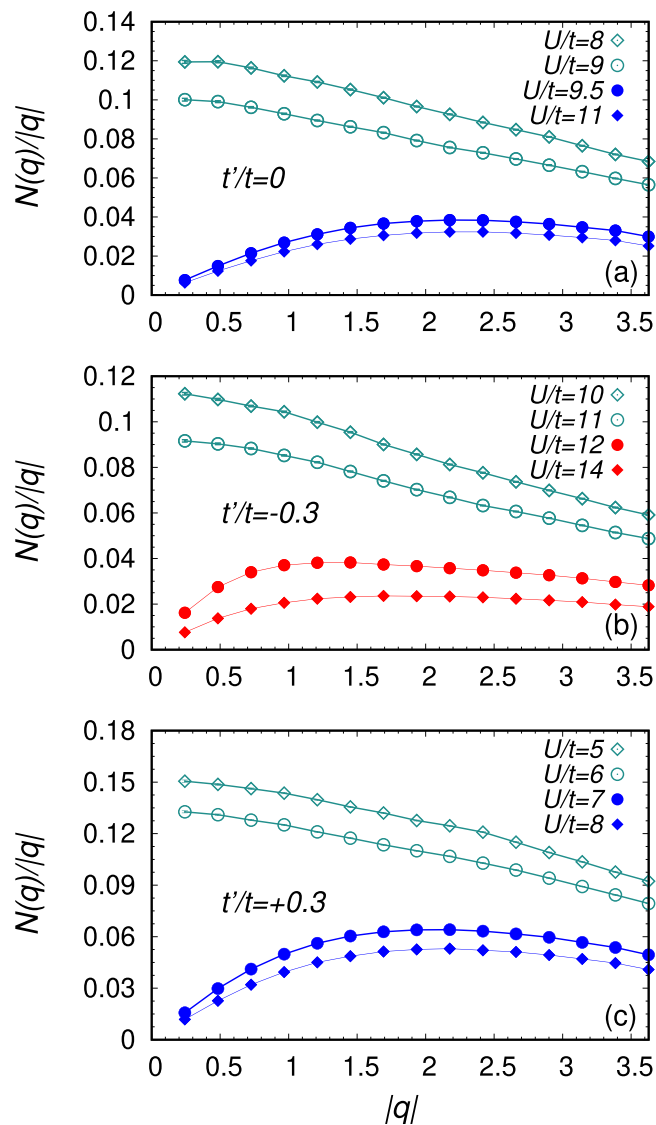 0.14
0.12
0.1
0.08
0.06
0.04
0.02
0
N(q)/|q|
U/t=8
U/t=9
U/t=9.5
U/t=11
t'/t=0
(a)
0 0.5 1 1.5 2 2.5 3 3.5
0.12
0.1
0.08
0.06
0.04
0.02
0
N(q)/|q|
U/t=10
U/t=11
U/t=12
U/t=14
t'/t=-0.3
(b)
0 0.5 1 1.5 2 2.5 3 3.5
0.18
0.15
0.12
0.09
0.06
0.03
0
N(q)/|q|
U/t=5
U/t=6
U/t=7
U/t=8
t'/t=+0.3
(c)
0 0.5 1 1.5 2 2.5 3 3.5
|q|